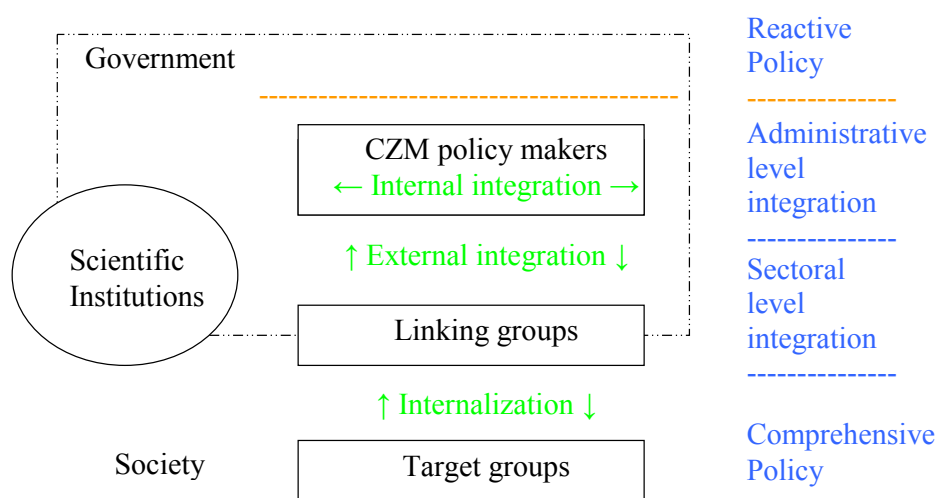 Government
CZM policy makers
← Internal integration →
↑ External integration ↓
Scientific
Institutions
Linking groups
↑ Internalization ↓
Society
Target groups
Reactive
Policy
Administrative
level
integration
Sectoral
level
integration
Comprehensive
Policy